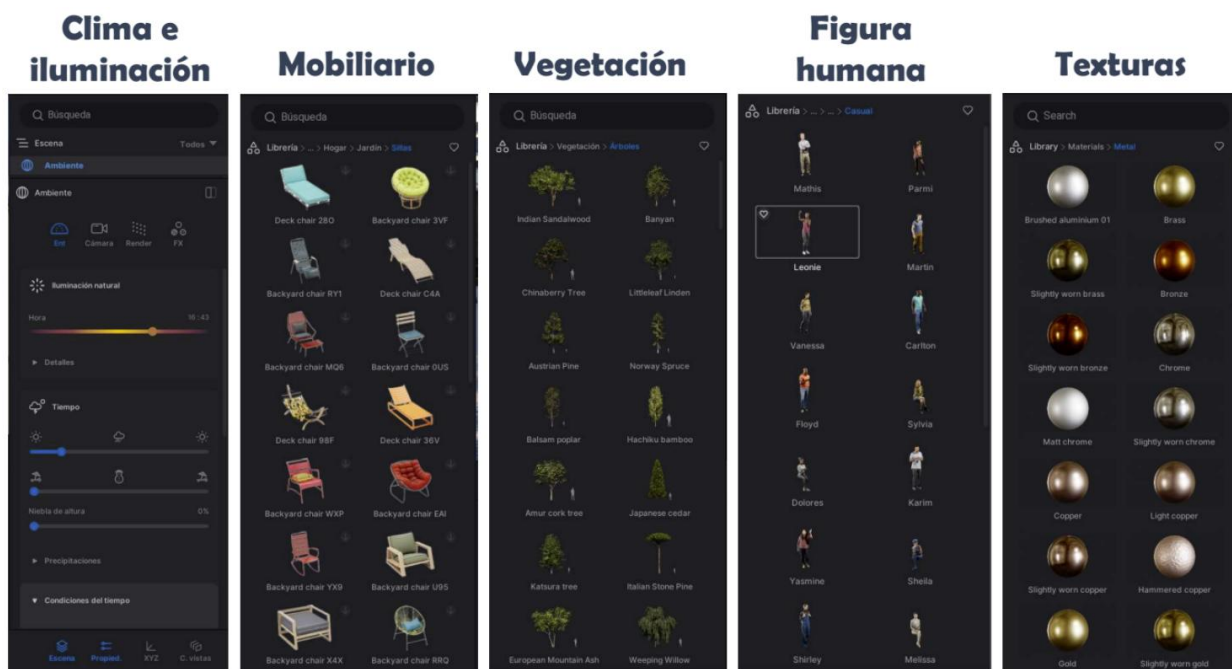 Clima e
iluminación
Mobiliario
Vegetación
Figura
humana
Texturas
Búsqueda
Escena
Todos
Ambiente
Ambiente
Ent
Cámara
Render
FX
Iluminación natural
Hora
16:43
Detalles
Tiempo
Niebla de altura
0%
Precipitaciones
Condiciones del tiempo
Escena
Propied.
XYZ
C. vistas
Búsqueda
Librería > ... > Hogar > Jardín > Sillas
Deck chair 280
Backyard chair 3VF
Backyard chair RY1
Deck chair C4A
Backyard chair MQ6
Backyard chair 0US
Deck chair 98F
Deck chair 36V
Backyard chair WXP
Backyard chair EAI
Backyard chair YX9
Backyard chair U95
Backyard chair X4X
Backyard chair RRQ
Búsqueda
Librería > Vegetación > Árboles
Indian Sandalwood
Banyan
Chinaberry Tree
Littleleaf Linden
Austrian Pine
Norway Spruce
Balsam poplar
Hachiku bamboo
Amur cork tree
Japanese cedar
Katsura tree
Italian Stone Pine
European Mountain Ash
Weeping Willow
Librería > ... > ... > Casual
Mathis
Parmi
Leonie
Martin
Vanessa
Carlton
Floyd
Sylvia
Dolores
Karim
Yasmine
Sheila
Shirley
Melissa
Search
Library > Materials > Metal
Brushed aluminium 01
Brass
Slightly worn brass
Bronze
Slightly worn bronze
Chrome
Matt chrome
Slightly worn chrome
Copper
Light copper
Slightly worn copper
Hammered copper
Gold
Slightly worn gold